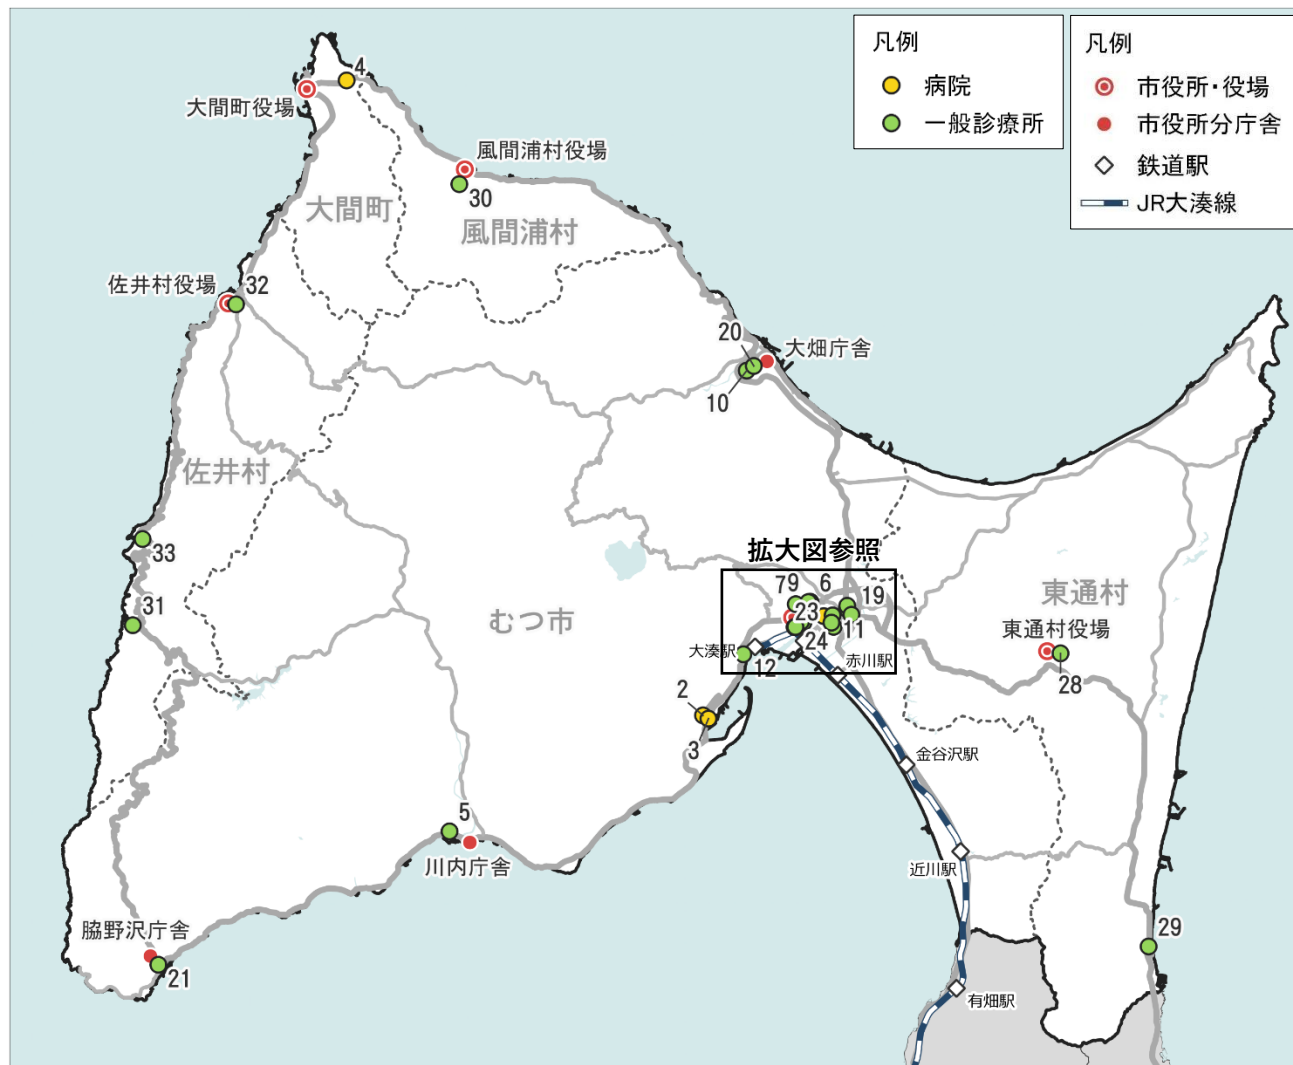 凡例
病院
一般診療所
凡例
市役所・役場
市役所分庁舎
鉄道駅
JR大湊線
4
大間町役場
風間浦村役場
30
大間町
風間浦村
佐井村役場
32
20
大畑庁舎
10
佐井村
33
拡大図参照
79
6
19
31
むつ市
23
11
東通村
東通村役場
大湊駅
24
赤川駅
12
28
2
3
金谷沢駅
5
川内庁舎
近川駅
脇野沢庁舎
21
29
有畑駅